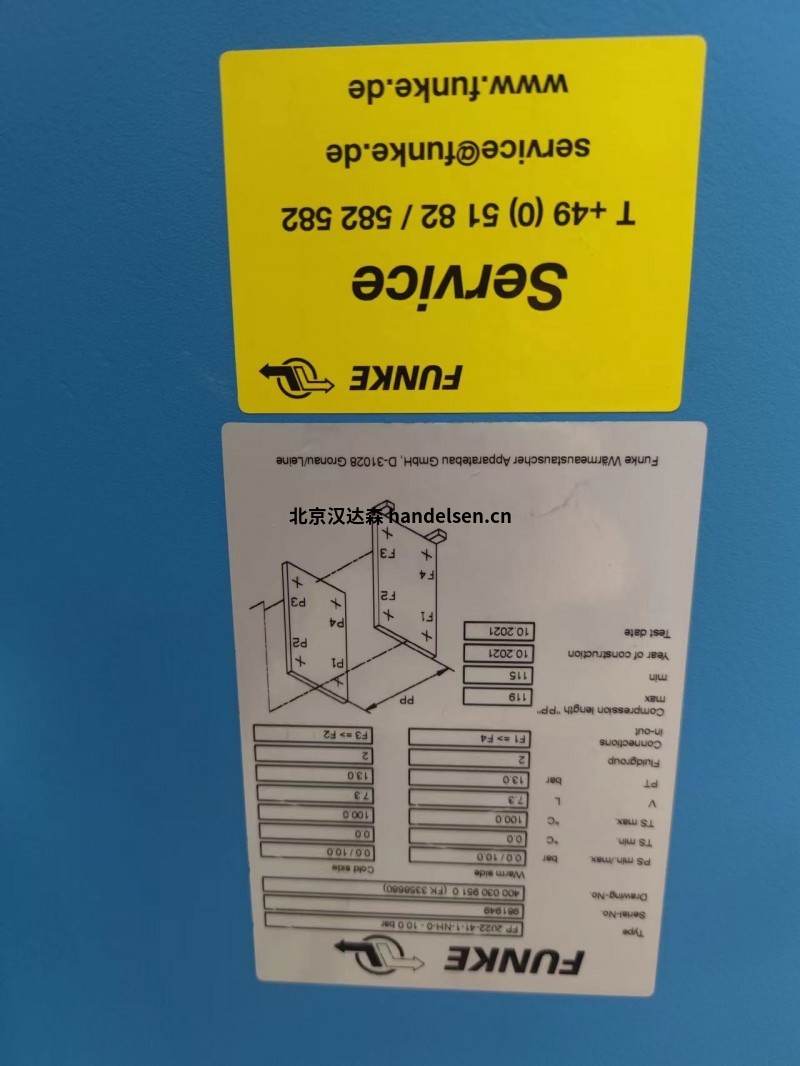 FUNKE
Type FP 2022-41-1-NH-0 - 10.0 bar
Serial-No. 981949
Drawing-No. 400 030 951 0 (FK 3358680)
Warm side Cold side
PS min./max. bar 0.0 / 10.0 0.0 / 10.0
TS min. °C 0.0 0.0
TS max. °C 100.0 100.0
V L 7.3 7.3
PT bar 13.0 13.0
Fluidgroup 2 2
Connections
in-out F1 => F4 F3 => F2
Compression length "PP"
max 119
min 115
Year of construction 10.2021
Test date 10.2021
PP
P1 P2
P4 P3
F1 F2
F4 F3
北京汉达森 handelsen.cn
Funke Wärmeaustauscher Apparatebau GmbH, D-31028 Gronau/Leine
FUNKE
Service
T +49 (0) 51 82 / 582 582
service@funke.de
www.funke.de